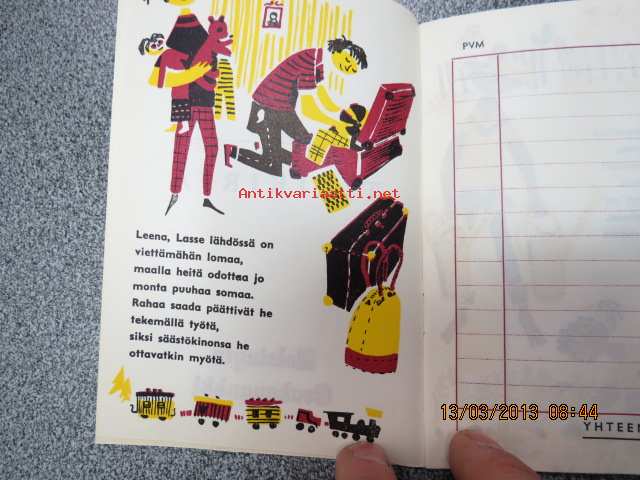 PVM
Antikvariaatti.net
Leena, Lasse lähdössä on
viettämähän lomaa,
maalla heitä odottaa jo
monta puuhaa somaa.
Rahaa saada päättivät he
tekemällä työtä,
siksi säästökinonsa he
ottavatkin myötä.
13/03/2013 08:44
YHTEEN